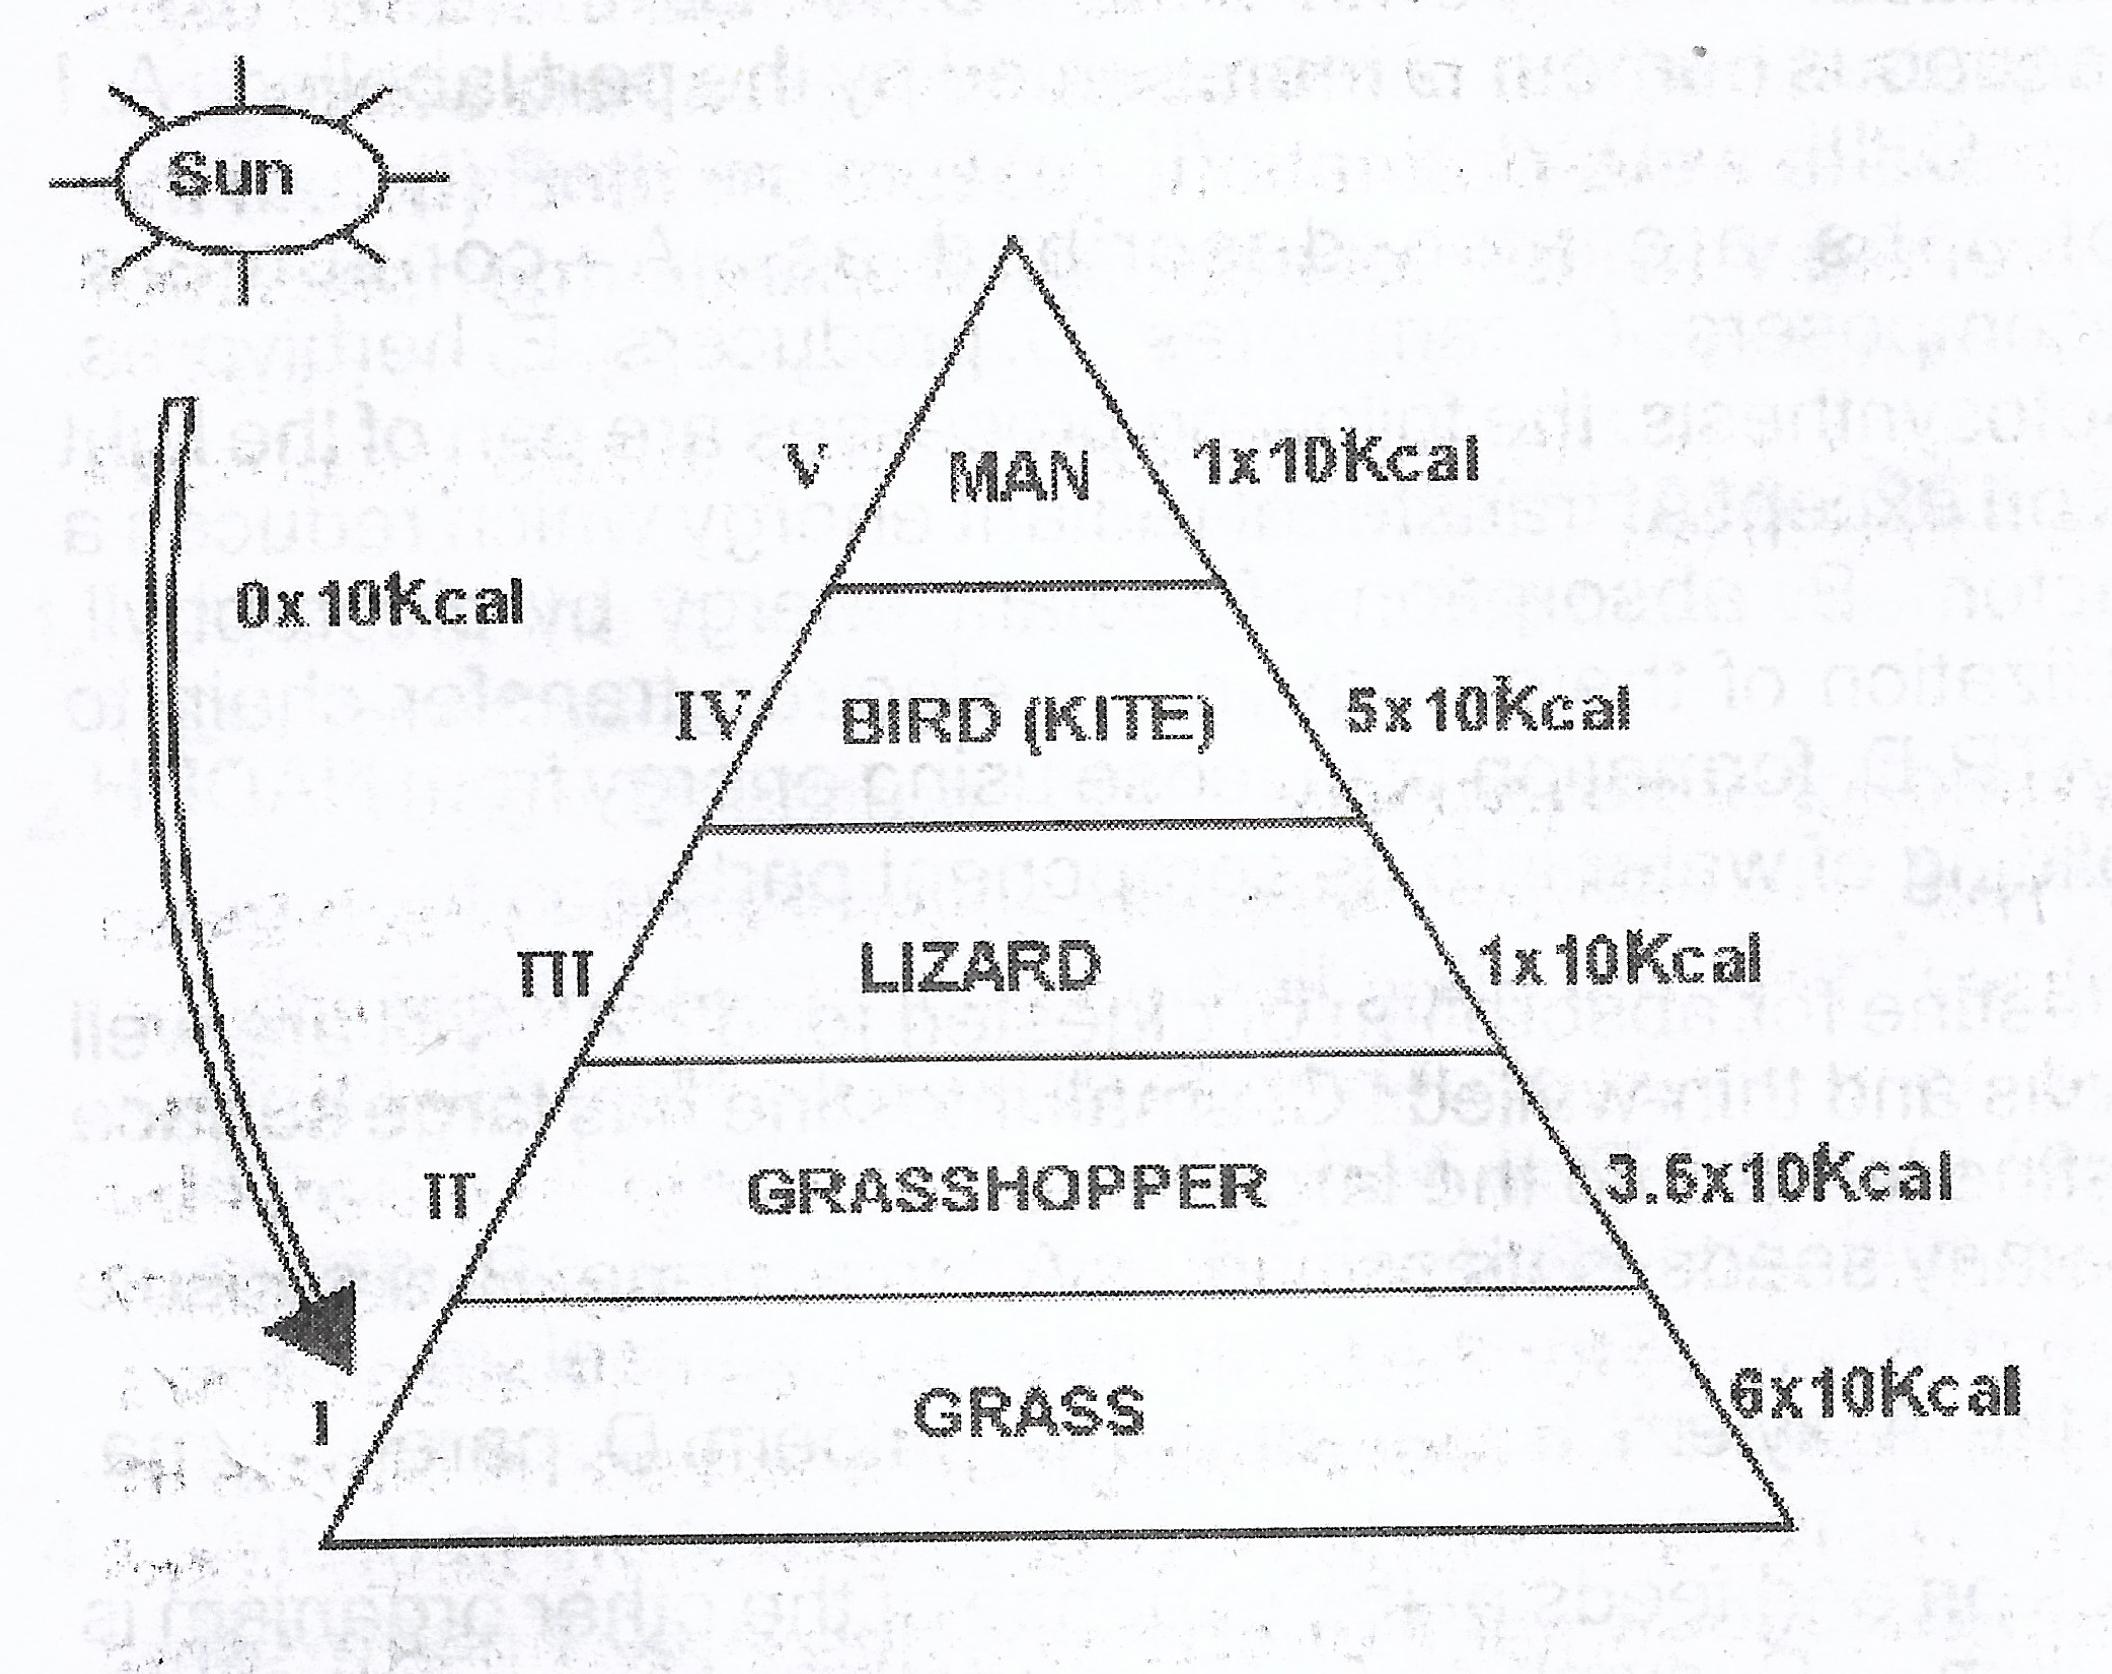 Sun
V
MAN
1x10Kcal
0x10Kcal
IV
BIRD (KITE)
5x10Kcal
III
LIZARD
1x10Kcal
II
GRASSHOPPER
3.6x10Kcal
I
GRASS
6x10Kcal